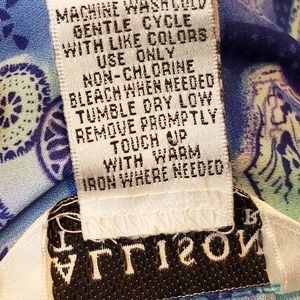 MACHINE WASH COLD
GENTLE CYCLE
WITH LIKE COLORS
USE ONLY
NON-CHLORINE
BLEACH WHEN NEEDED
TUMBLE DRY LOW
REMOVE PROMPTLY
TOUCH UP
WITH WARM
IRON WHERE NEEDED
ALLISON